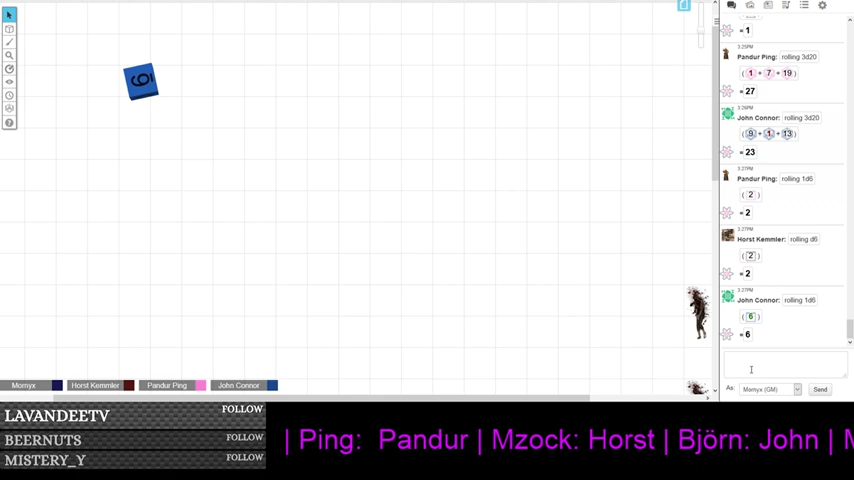 6
= 1
3:25PM
Pandur Ping: rolling 3d20
(1+7+19)
= 27
3:26PM
John Connor: rolling 3d20
(9+1+13)
= 23
3:27PM
Pandur Ping: rolling 1d6
(2)
= 2
3:27PM
Horst Kemmler: rolling d6
(2)
= 2
3:27PM
John Connor: rolling 1d6
(6)
= 6
As: Mornyx (GM) Send
Mornyx Horst Kemmler Pandur Ping John Connor
LAVANDEETV FOLLOW
BEERNUTS FOLLOW
MISTERY_Y FOLLOW
| Ping: Pandur | Mzock: Horst | Björn: John | M